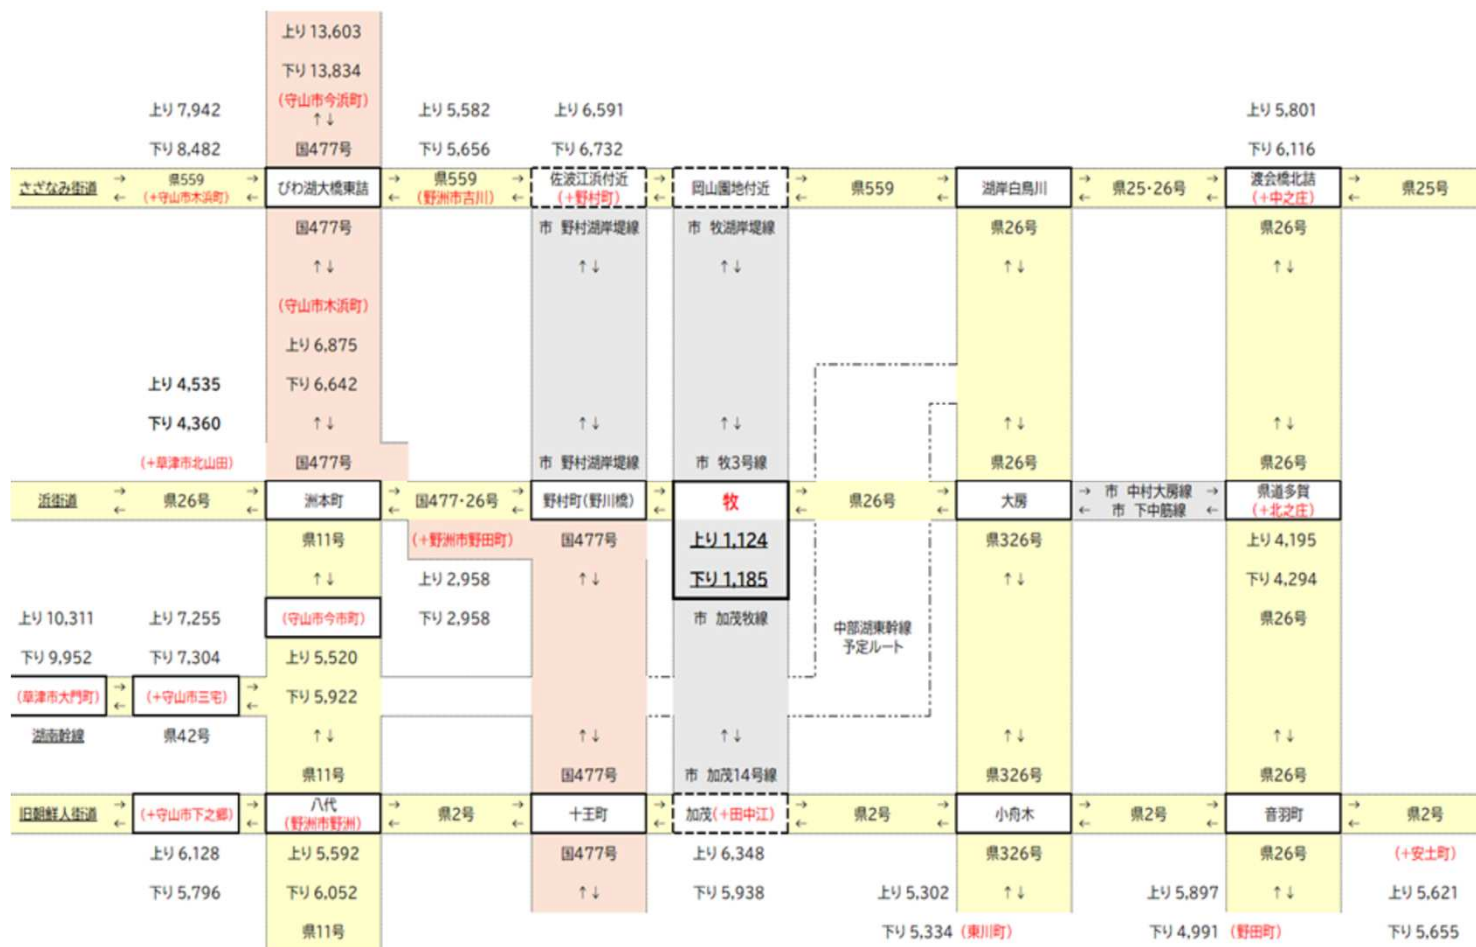 上り 13,603
下り 13,834
(守山市今浜町)
↑↓
国477号
上り 7,942
下り 8,482
上り 5,582
下り 5,656
上り 6,591
下り 6,732
上り 5,801
下り 6,116
さざなみ街道
→
←
県559
(+守山市木浜町)
→
←
びわ湖大橋東詰
→
←
県559
(野洲市吉川)
→
←
佐波江浜付近
(+野村町)
→
←
岡山園地付近
→
←
県559
→
←
湖岸白鳥川
→
←
県25・26号
→
←
渡会橋北詰
(+中之庄)
→
←
県25号
国477号
市 野村湖岸堤線
市 牧湖岸堤線
県26号
県26号
↑↓
↑↓
↑↓
↑↓
↑↓
(守山市木浜町)
上り 6,875
下り 6,642
上り 4,535
下り 4,360
↑↓
↑↓
↑↓
↑↓
↑↓
(+草津市北山田)
国477号
市 野村湖岸堤線
市 牧3号線
県26号
県26号
浜街道
→
←
県26号
→
←
洲本町
→
←
国477・26号
→
←
野村町(野川橋)
→
←
牧
→
←
県26号
→
←
大房
→
←
市 中村大房線
市 下中筋線
→
←
県道多賀
(+北之庄)
県11号
(+野洲市野田町)
国477号
上り 1,124
県326号
上り 4,195
↑↓
上り 2,958
↑↓
下り 1,185
↑↓
下り 4,294
上り 10,311
上り 7,255
(守山市今市町)
下り 2,958
市 加茂牧線
中部湖東幹線
予定ルート
県26号
下り 9,952
下り 7,304
上り 5,520
(草津市大門町)
→
←
(+守山市三宅)
→
←
下り 5,922
湖南幹線
県42号
↑↓
↑↓
↑↓
↑↓
↑↓
県11号
国477号
市 加茂14号線
県326号
県26号
旧朝鮮人街道
→
←
(+守山市下之郷)
→
←
八代
(野洲市野洲)
→
←
県2号
→
←
十王町
→
←
加茂(+田中江)
→
←
県2号
→
←
小舟木
→
←
県2号
→
←
音羽町
→
←
県2号
上り 6,128
上り 5,592
国477号
上り 6,348
県326号
県26号
(+安土町)
下り 5,796
下り 6,052
↑↓
下り 5,938
上り 5,302
↑↓
上り 5,897
↑↓
上り 5,621
県11号
下り 5,334 (東川町)
下り 4,991 (野田町)
下り 5,655